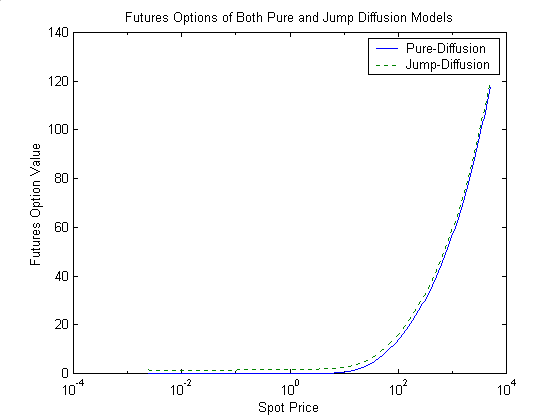 Futures Options of Both Pure and Jump Diffusion Models
140
120
100
80
60
40
20
0
Futures Option Value
Pure-Diffusion
Jump-Diffusion
10^-4 10^-2 10^0 10^2 10^4
Spot Price